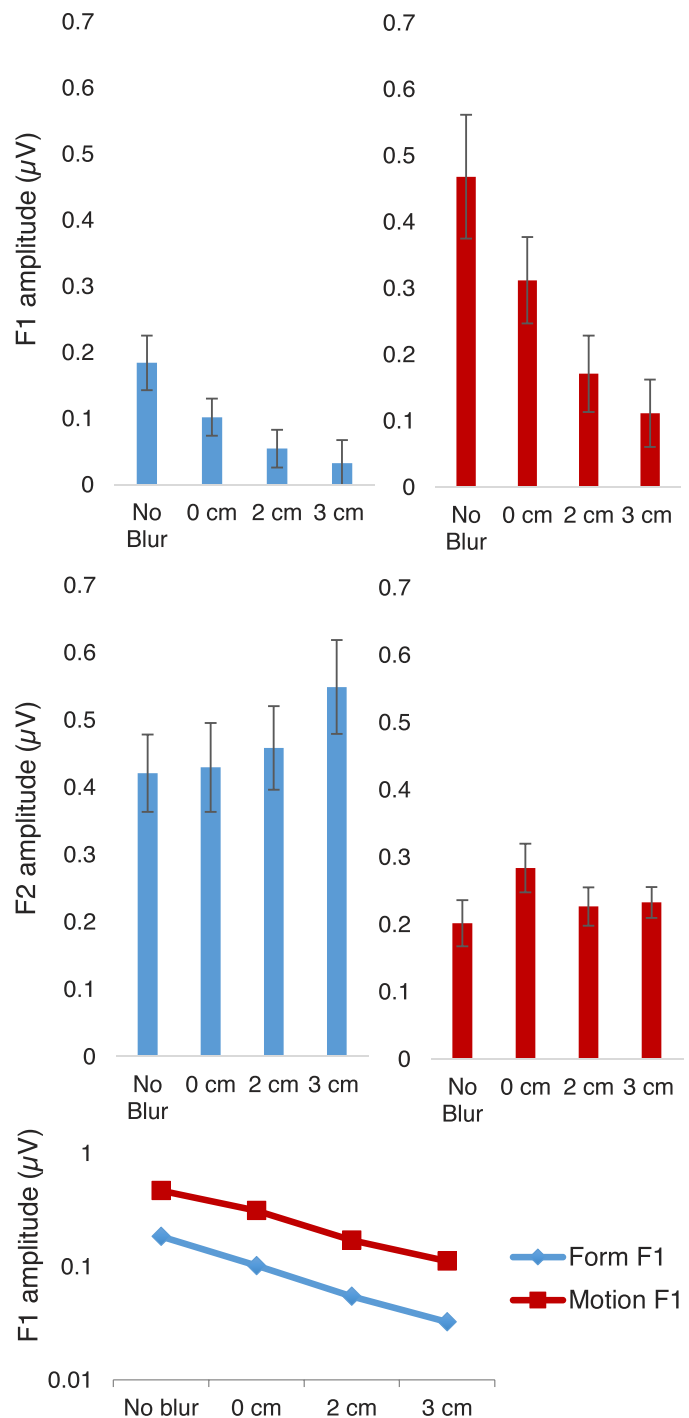 0.7
0.6
0.5
0.4
0.3
0.2
0.1
0
F1 amplitude (µV)
No Blur
0 cm
2 cm
3 cm
0.7
0.6
0.5
0.4
0.3
0.2
0.1
0
No Blur
0 cm
2 cm
3 cm
0.7
0.6
0.5
0.4
0.3
0.2
0.1
0
F2 amplitude (µV)
No Blur
0 cm
2 cm
3 cm
0.7
0.6
0.5
0.4
0.3
0.2
0.1
0
No Blur
0 cm
2 cm
3 cm
F1 amplitude (µV)
1
0.1
0.01
No blur
0 cm
2 cm
3 cm
Form F1
Motion F1